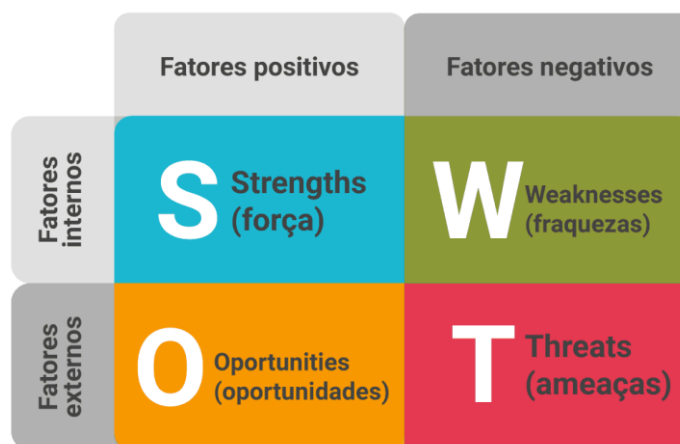 Fatores positivos
Fatores negativos
Fatores
internos
S
Strengths
(força)
W
Weaknesses
(fraquezas)
Fatores
externos
O
Oportunities
(oportunidades)
T
Threats
(ameaças)